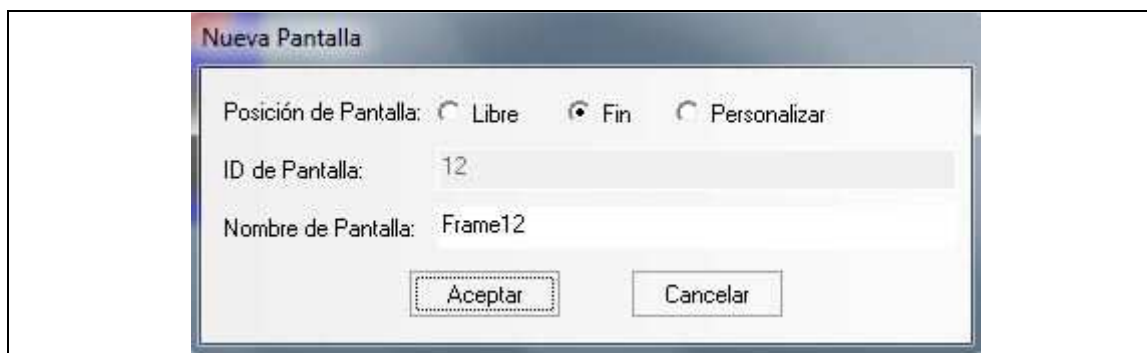 Nueva Pantalla
Posición de Pantalla: Libre Fin Personalizar
ID de Pantalla: 12
Nombre de Pantalla: Frame12
Aceptar Cancelar